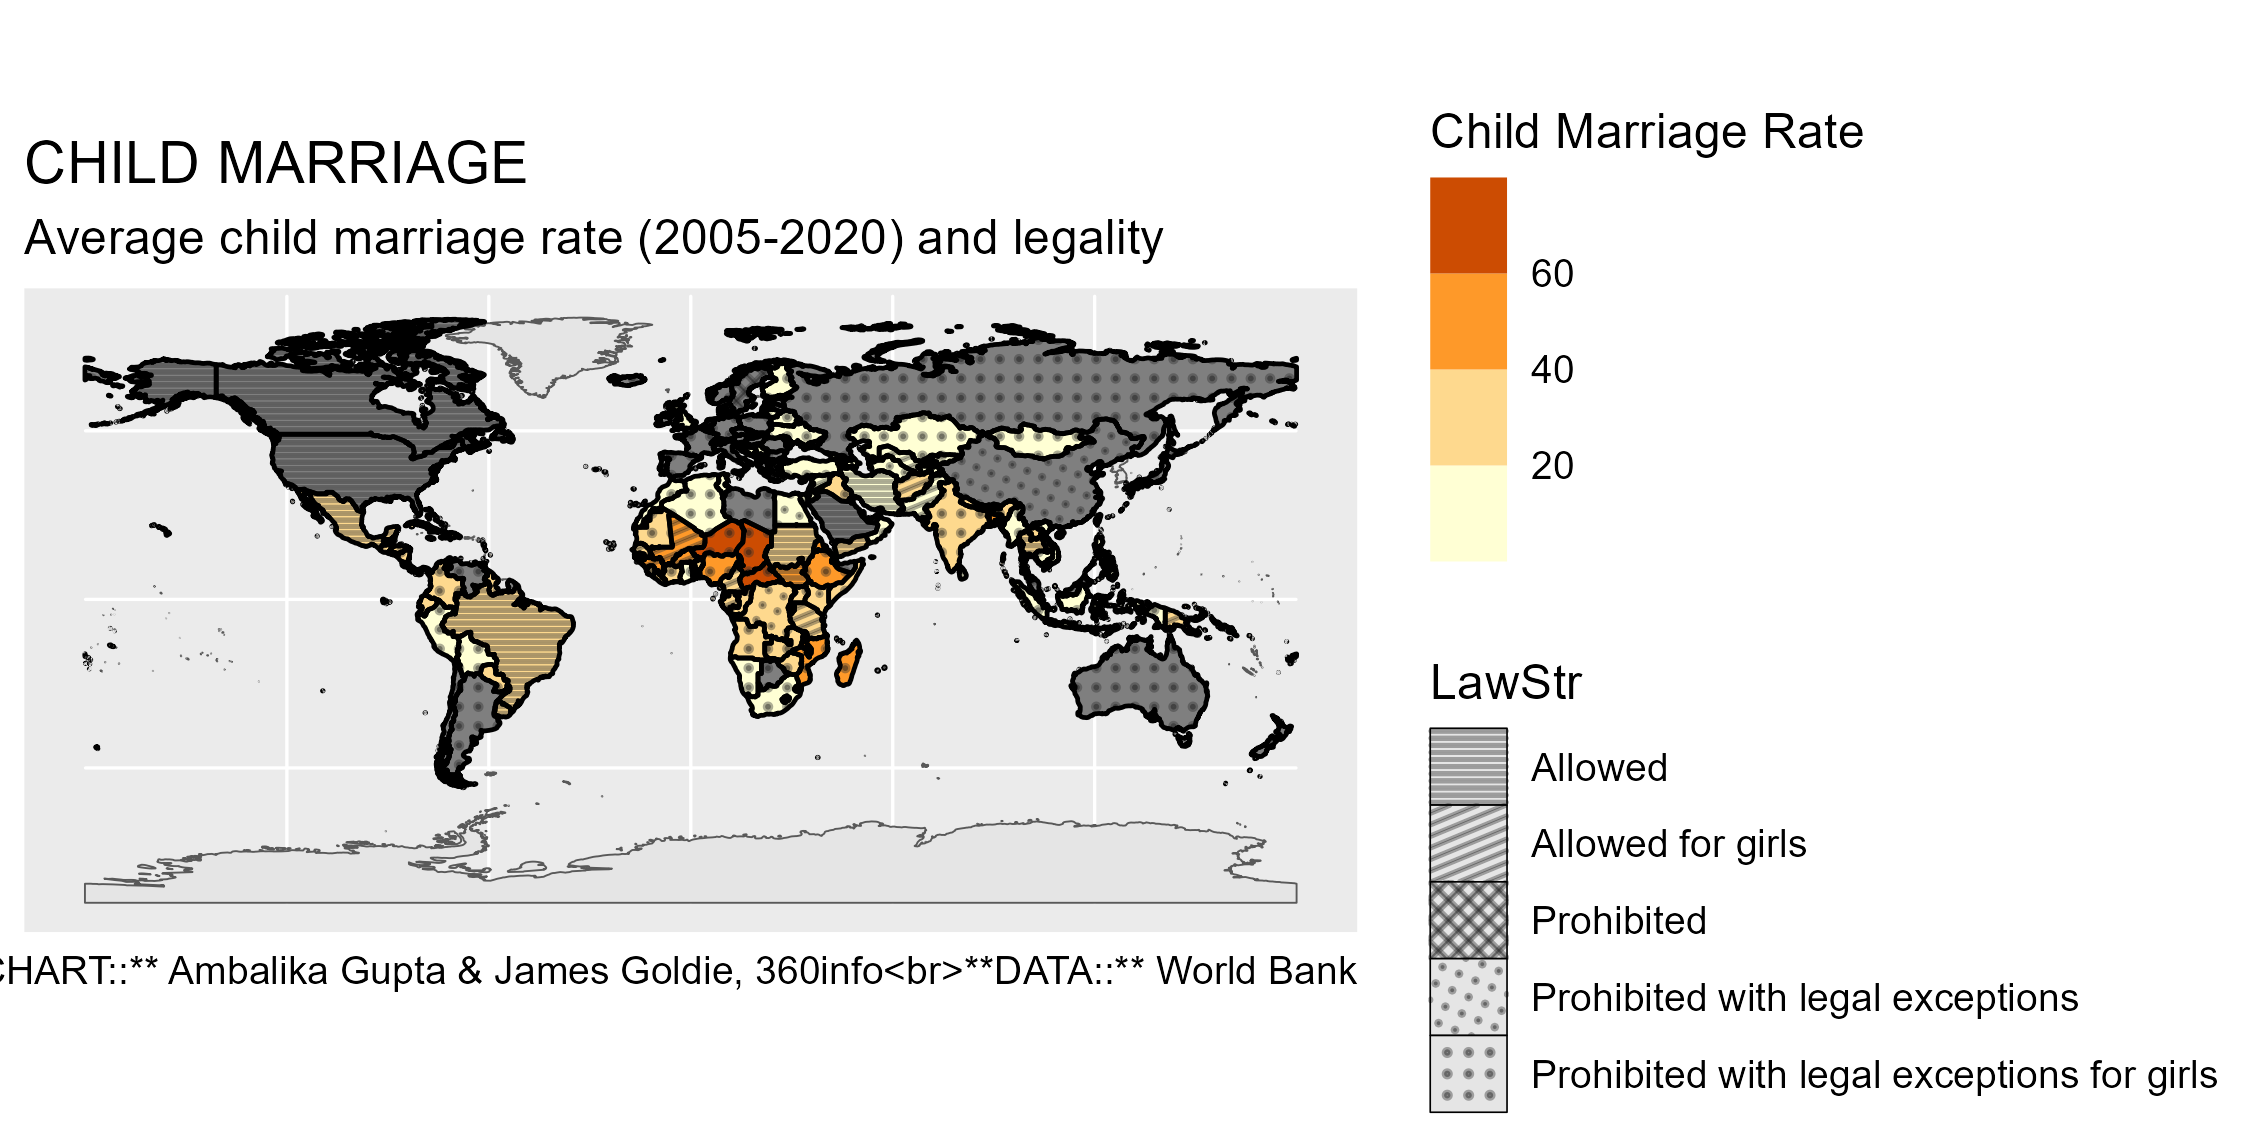 CHILD MARRIAGE
Average child marriage rate (2005-2020) and legality
CHART::** Ambalika Gupta & James Goldie, 360info<br>**DATA::** World Bank
Child Marriage Rate
60
40
20
LawStr
Allowed
Allowed for girls
Prohibited
Prohibited with legal exceptions
Prohibited with legal exceptions for girls